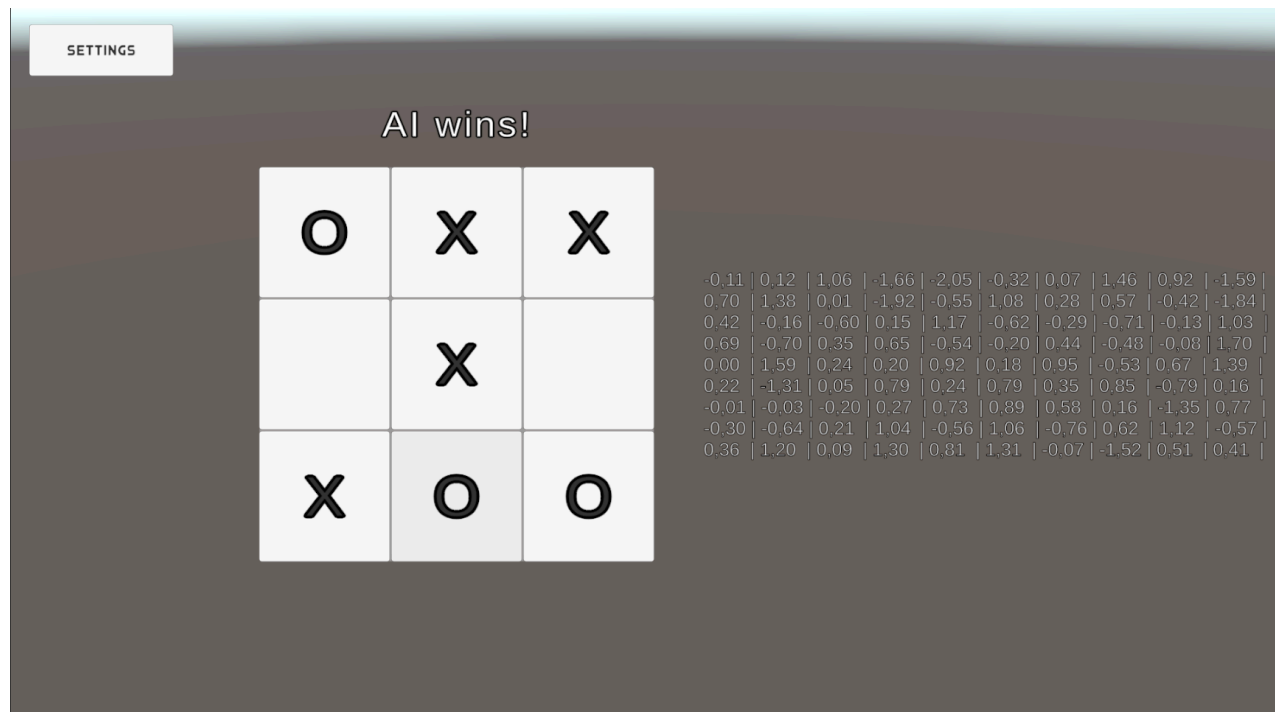 SETTINGS
AI wins!
O X X
X
X O O
-0,11 | 0,12 | 1,06 | -1,66 | -2,05 | -0,32 | 0,07 | 1,46 | 0,92 | -1,59 |
0,70 | 1,38 | 0,01 | -1,92 | -0,55 | 1,08 | 0,28 | 0,57 | -0,42 | -1,84 |
0,42 | -0,16 | -0,60 | 0,15 | 1,17 | -0,62 | -0,29 | -0,71 | -0,13 | 1,03 |
0,69 | -0,70 | 0,35 | 0,65 | -0,54 | -0,20 | 0,44 | -0,48 | -0,08 | 1,70 |
0,00 | 1,59 | 0,24 | 0,20 | 0,92 | 0,18 | 0,95 | -0,53 | 0,67 | 1,39 |
0,22 | -1,31 | 0,05 | 0,79 | 0,24 | 0,79 | 0,35 | 0,85 | -0,79 | 0,16 |
-0,01 | -0,03 | -0,20 | 0,27 | 0,73 | 0,89 | 0,58 | 0,16 | -1,35 | 0,77 |
-0,30 | -0,64 | 0,21 | 1,04 | -0,56 | 1,06 | -0,76 | 0,62 | 1,12 | -0,57 |
0,36 | 1,20 | 0,09 | 1,30 | 0,81 | 1,31 | -0,07 | -1,52 | 0,51 | 0,41 |